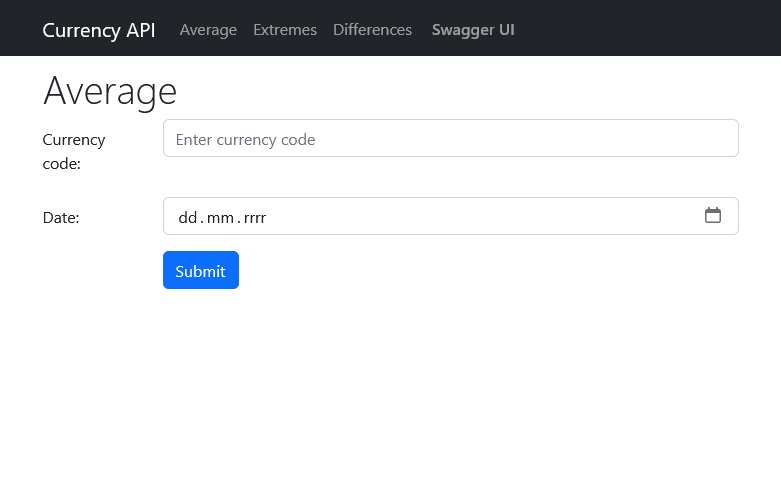 Currency API Average Extremes Differences Swagger UI
Average
Currency
code:
Enter currency code
Date:
dd.mm.rrrr
Submit